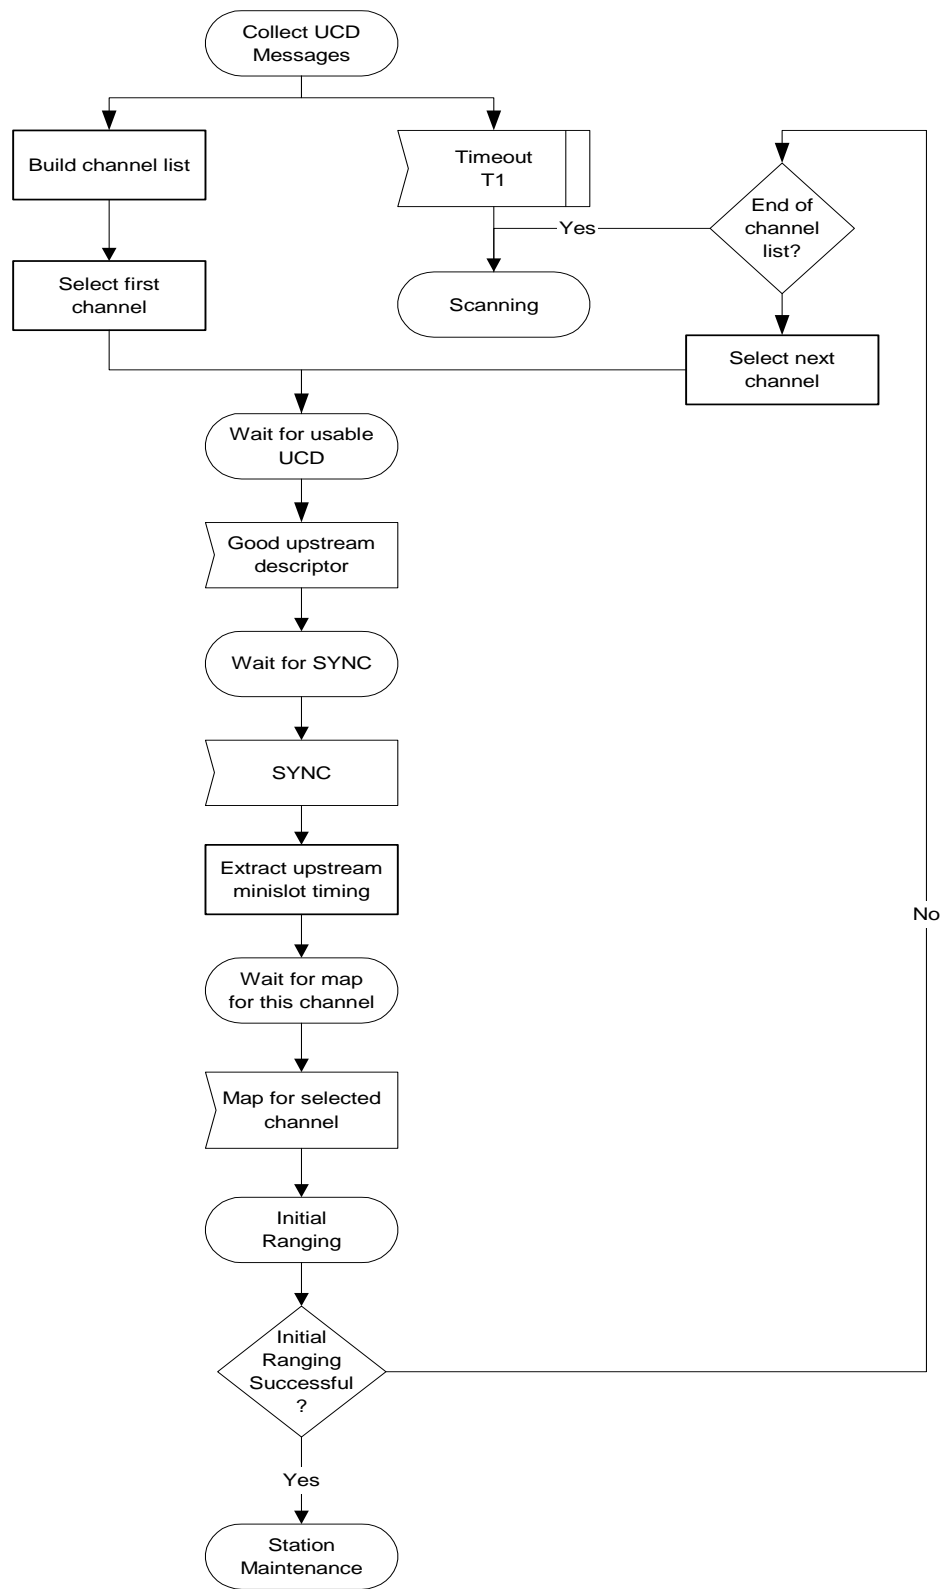 Collect UCD
Messages
Build channel list
Timeout
T1
End of
channel
list?
Yes
Select first
channel
Scanning
Select next
channel
Wait for usable
UCD
Good upstream
descriptor
Wait for SYNC
SYNC
Extract upstream
minislot timing
No
Wait for map
for this channel
Map for selected
channel
Initial
Ranging
Initial
Ranging
Successful
?
Yes
Station
Maintenance